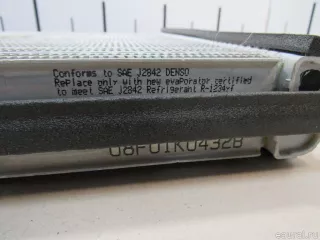 Conforms to SAE J2842 DENSO
Replace only with new evaporator certified
to meet SAE J2842 Refrigerant R-1234yf
08F01K04328